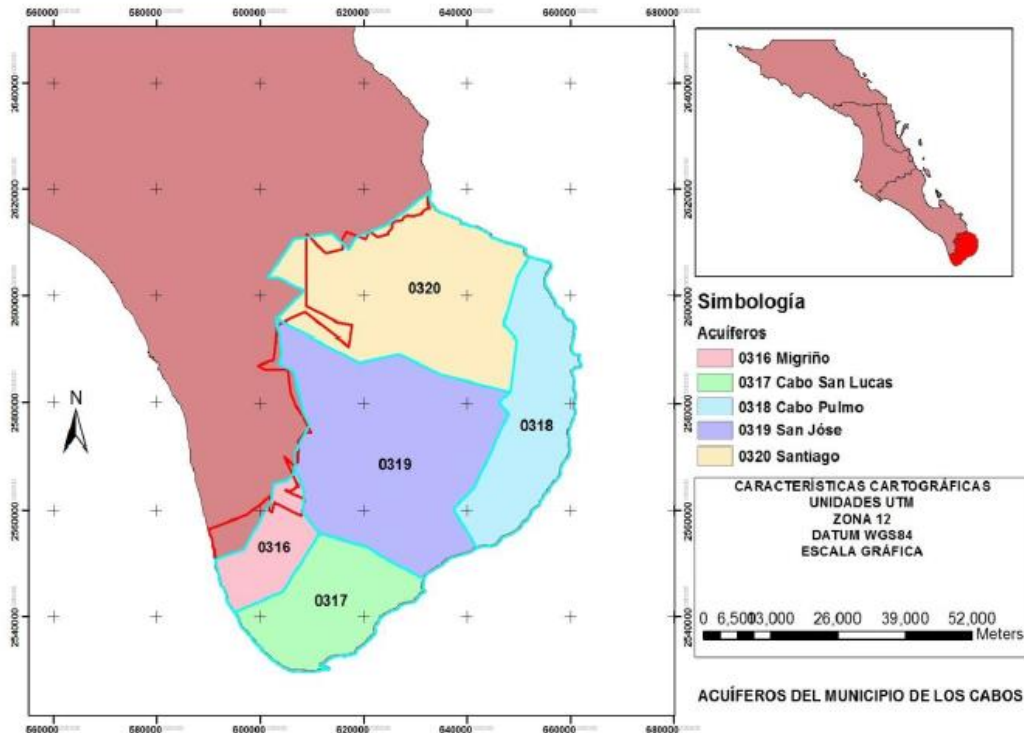 560000 580000 600000 620000 640000 660000 680000
2640000 2640000
2620000 2620000
2600000 2600000
2580000 2580000
2560000 2560000
2540000 2540000
0320
0318
0319
0316
0317
N
560000 580000 600000 620000 640000 660000 680000
Simbología
Acuíferos
0316 Migriño
0317 Cabo San Lucas
0318 Cabo Pulmo
0319 San Jóse
0320 Santiago
CARACTERÍSTICAS CARTOGRÁFICAS
UNIDADES UTM
ZONA 12
DATUM WGS84
ESCALA GRÁFICA
0 6,500 13,000 26,000 39,000 52,000
Meters
ACUÍFEROS DEL MUNICIPIO DE LOS CABOS